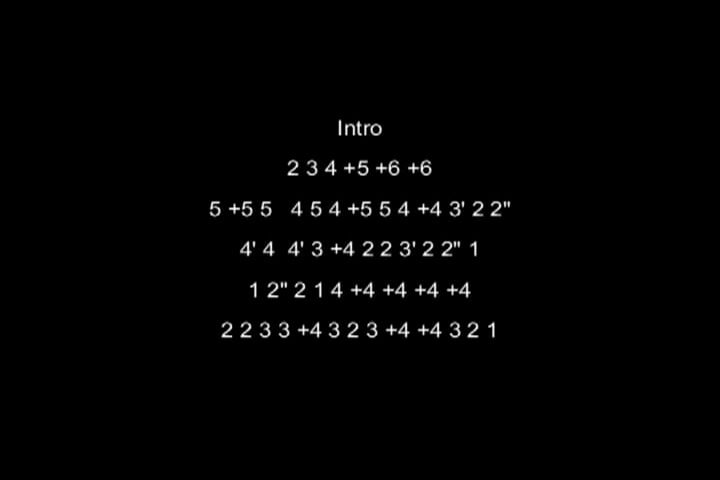 Intro
2 3 4 +5 +6 +6
5 +5 5 4 5 4 +5 5 4 +4 3' 2 2"
4' 4 4' 3 +4 2 2 3' 2 2" 1
1 2" 2 1 4 +4 +4 +4 +4
2 2 3 3 +4 3 2 3 +4 +4 3 2 1